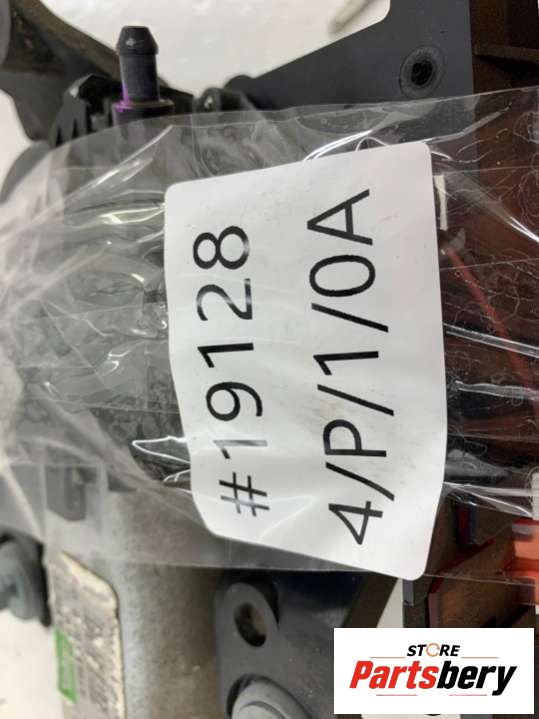 #19128
4/P/1/0A
STORE
Partsbery